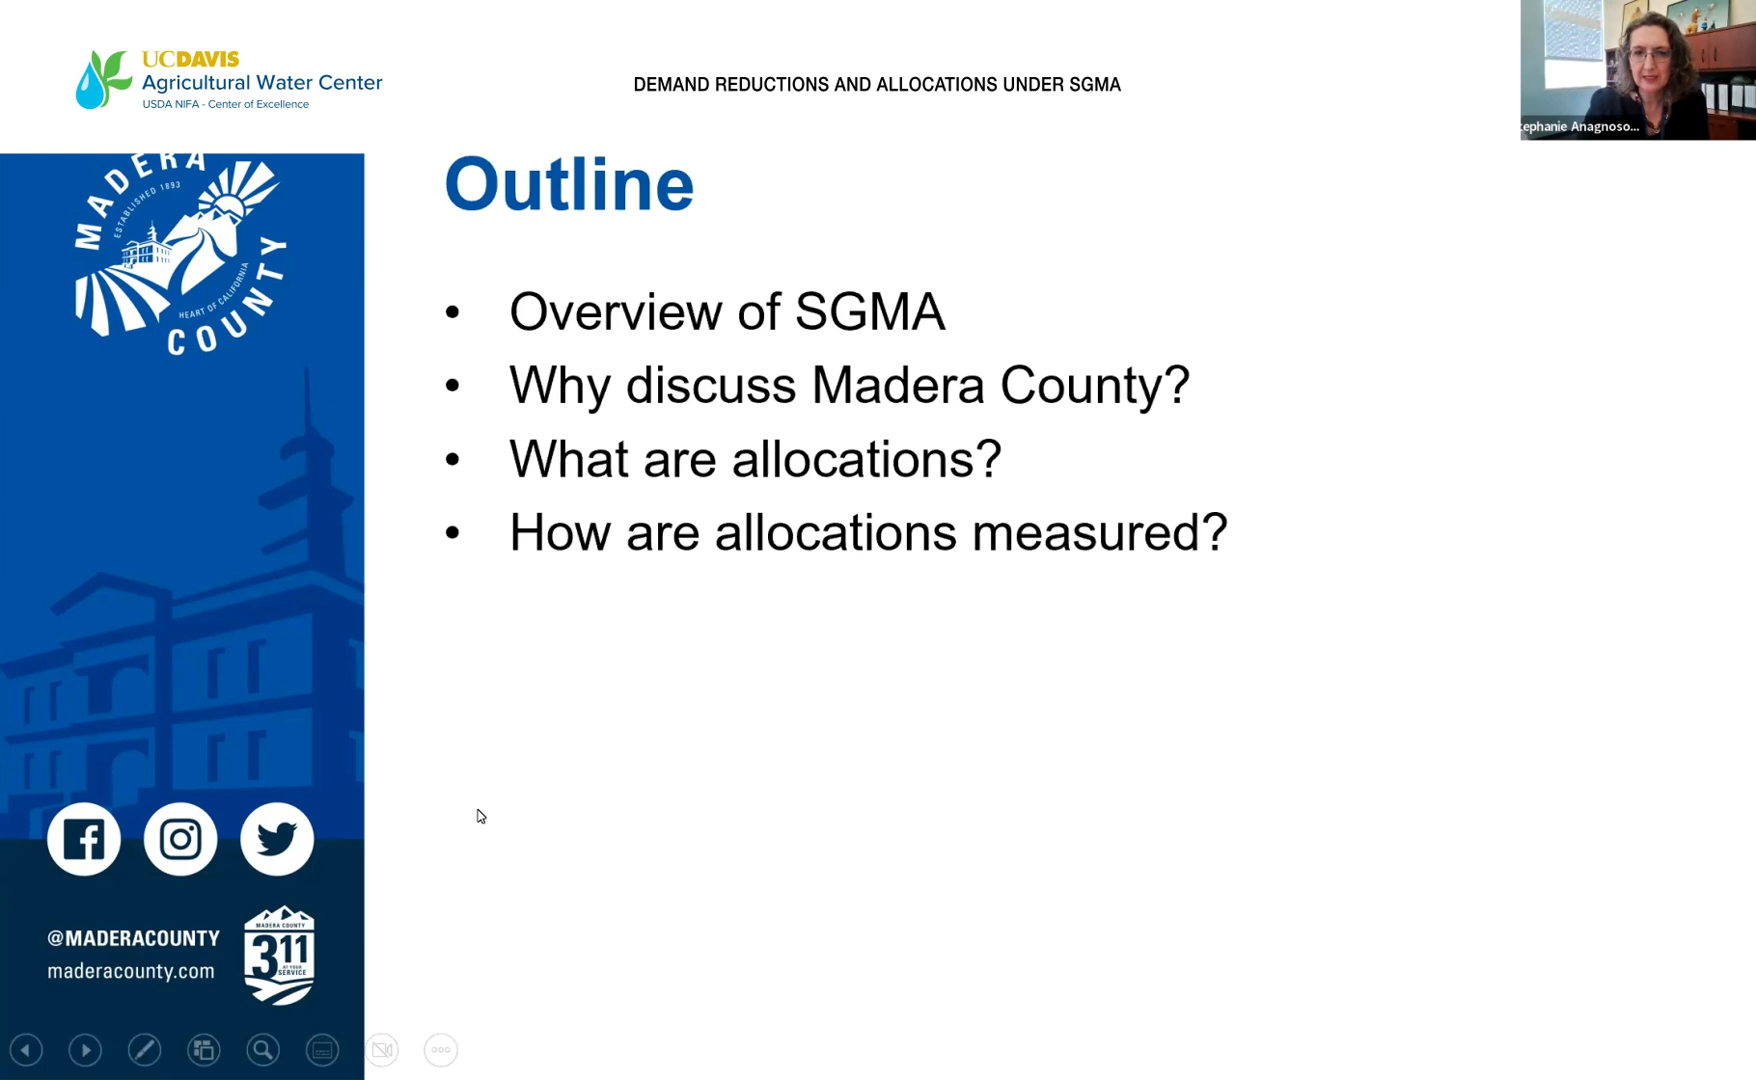 UCDAVIS
Agricultural Water Center
USDA NIFA - Center of Excellence
DEMAND REDUCTIONS AND ALLOCATIONS UNDER SGMA
tephanie Anagnoso...
MADERA
ESTABLISHED 1893
HEART OF CALIFORNIA
COUNTY
Outline
• Overview of SGMA
• Why discuss Madera County?
• What are allocations?
• How are allocations measured?
@MADERACOUNTY
maderacounty.com
MADERA COUNTY
311
AT YOUR
SERVICE